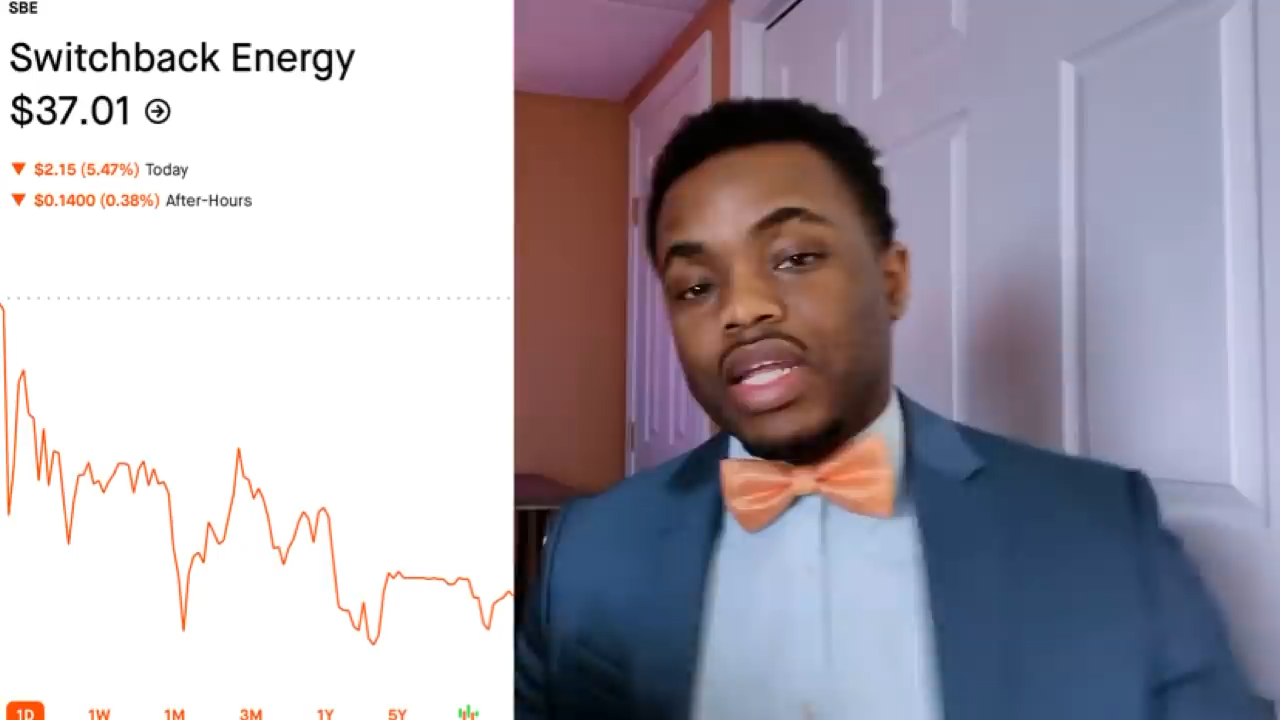 SBE
Switchback Energy
$37.01
▼ $2.15 (5.47%) Today
▼ $0.1400 (0.38%) After-Hours
1D 1W 1M 3M 1Y 5Y